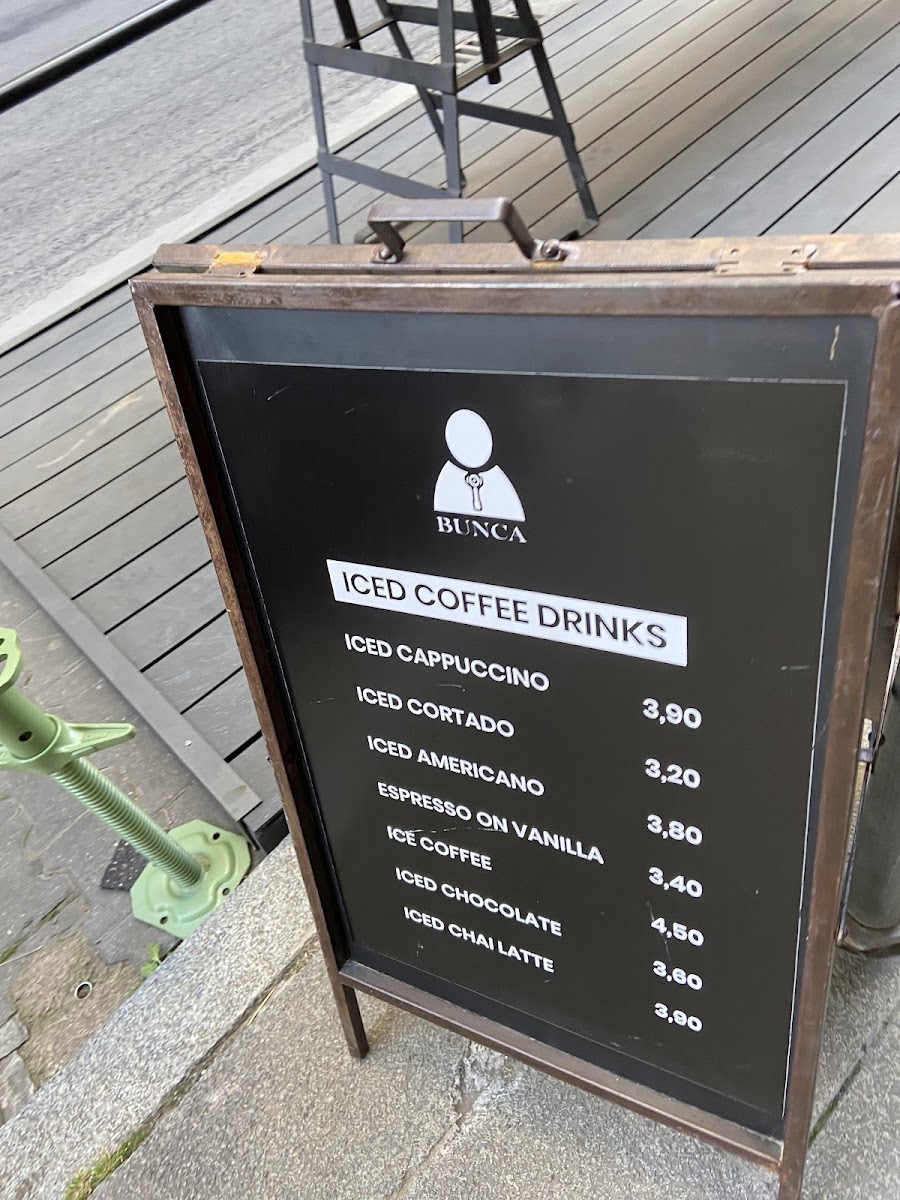 BUNCA
ICED COFFEE DRINKS
ICED CAPPUCCINO 3,90
ICED CORTADO 3,20
ICED AMERICANO 3,80
ESPRESSO ON VANILLA 3,40
ICE COFFEE 4,50
ICED CHOCOLATE 3,60
ICED CHAI LATTE 3,90